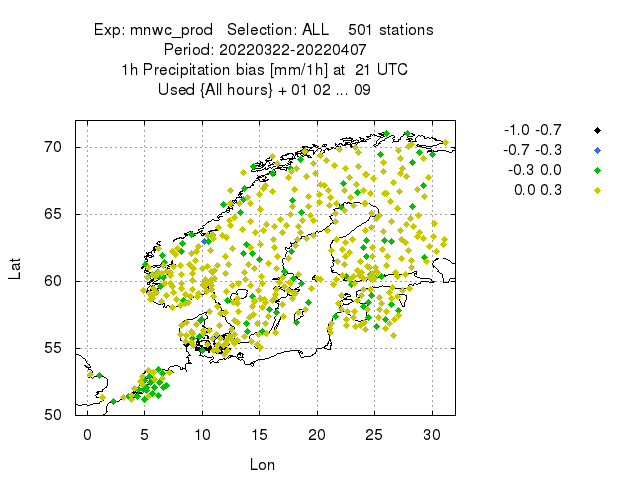 Exp: mnwc_prod Selection: ALL 501 stations
Period: 20220322-20220407
1h Precipitation bias [mm/1h] at 21 UTC
Used {All hours} + 01 02 ... 09
-1.0 -0.7
-0.7 -0.3
-0.3 0.0
0.0 0.3
70
65
60
55
50
Lat
0 5 10 15 20 25 30
Lon